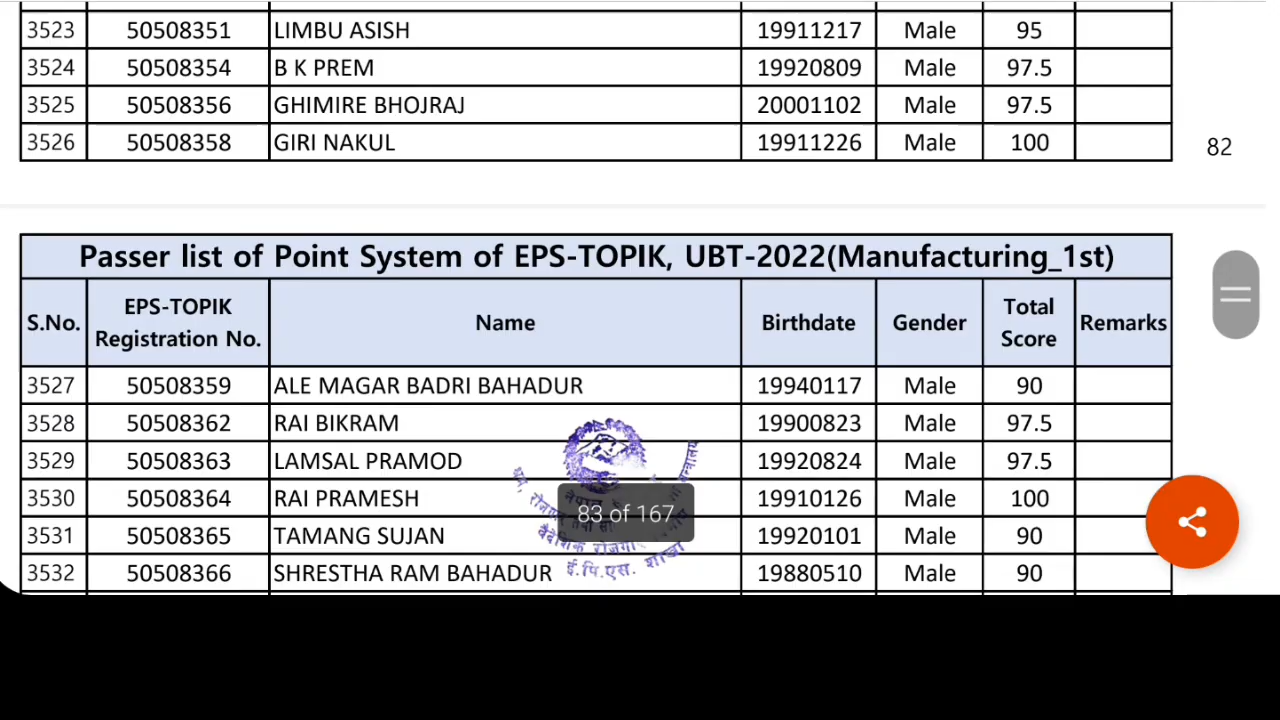 3523 50508351 LIMBU ASISH 19911217 Male 95
3524 50508354 B K PREM 19920809 Male 97.5
3525 50508356 GHIMIRE BHOJRAJ 20001102 Male 97.5
3526 50508358 GIRI NAKUL 19911226 Male 100
82
Passer list of Point System of EPS-TOPIK, UBT-2022(Manufacturing_1st)
S.No. EPS-TOPIK Registration No. Name Birthdate Gender Total Score Remarks
3527 50508359 ALE MAGAR BADRI BAHADUR 19940117 Male 90
3528 50508362 RAI BIKRAM 19900823 Male 97.5
3529 50508363 LAMSAL PRAMOD 19920824 Male 97.5
3530 50508364 RAI PRAMESH 19910126 Male 100
3531 50508365 TAMANG SUJAN 19920101 Male 90
3532 50508366 SHRESTHA RAM BAHADUR 19880510 Male 90
83 of 167
नेपाल
वैदेशिक रोजगार
ई.पि.एस. शाखा